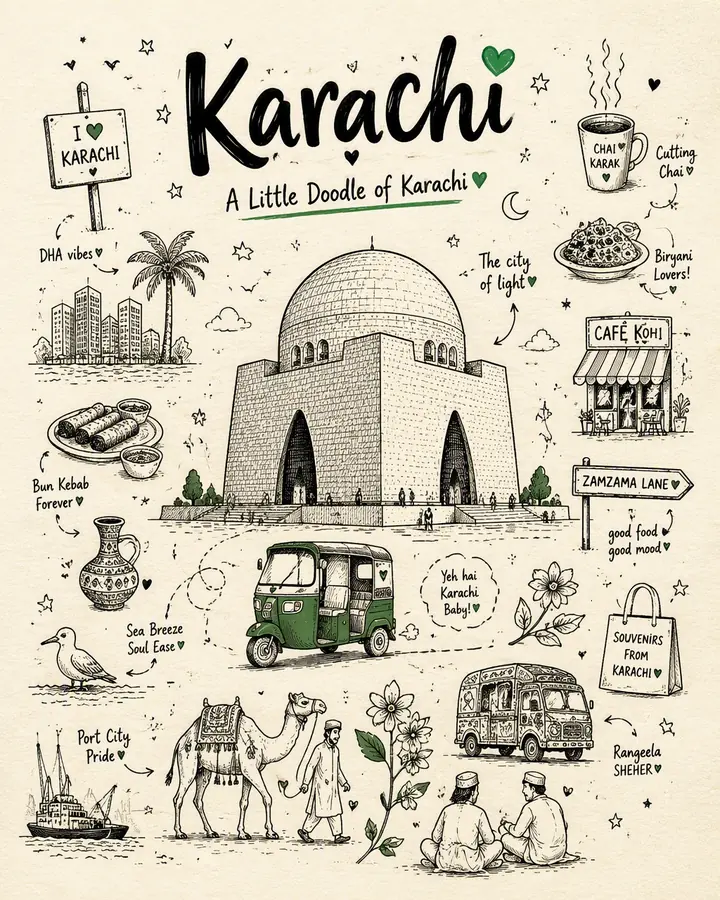 Karachi
A Little Doodle of Karachi
I
KARACHI
CHAI
KARAK
Cutting
Chai
DHA vibes
The city
of light
Biryani
Lovers!
CAFÉ KOHI
Bun Kebab
Forever
ZAMZAMA LANE
good food
good mood
Yeh hai
Karachi
Baby!
Sea Breeze
Soul Ease
SOUVENIRS
FROM
KARACHI
Port City
Pride
Rangeela
SHEHER